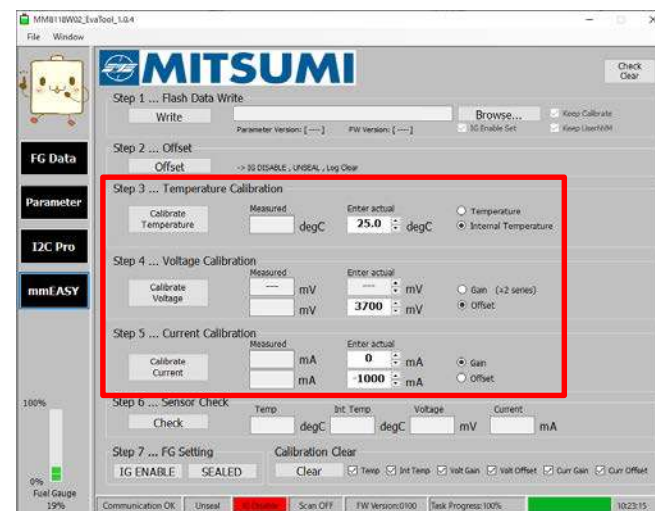 MM8118W02_EvaTool_1.0.4
File Window
MITSUMI
Check Clear
Step 1 ... Flash Data Write
Write
Browse...
Keep Calibrate
Parameter Version: [ ---- ] FW Version: [ ---- ]
IG Enable Set
Keep UserNVM
Step 2 ... Offset
Offset
-> IG DISABLE , UNSEAL , Log Clear
FG Data
Parameter
I2C Pro
mmEASY
Step 3 ... Temperature Calibration
Measured Enter actual
Calibrate Temperature
degC 25.0 degC
Temperature
Internal Temperature
Step 4 ... Voltage Calibration
Measured Enter actual
Calibrate Voltage
--- mV --- mV
Gain (+2 series)
mV 3700 mV
Offset
Step 5 ... Current Calibration
Measured Enter actual
Calibrate Current
mA 0 mA
Gain
mA -1000 mA
Offset
Step 6 ... Sensor Check
Temp Int Temp Voltage Current
Check
degC degC mV mA
Step 7 ... FG Setting
IG ENABLE SEALED
Calibration Clear
Clear
Temp Int Temp Volt Gain Volt Offset Curr Gain Curr Offset
100%
0%
Fuel Gauge
19%
Communication OK Unseal IG Disable Scan OFF FW Version:0100 Task Progress:100% 10:23:15